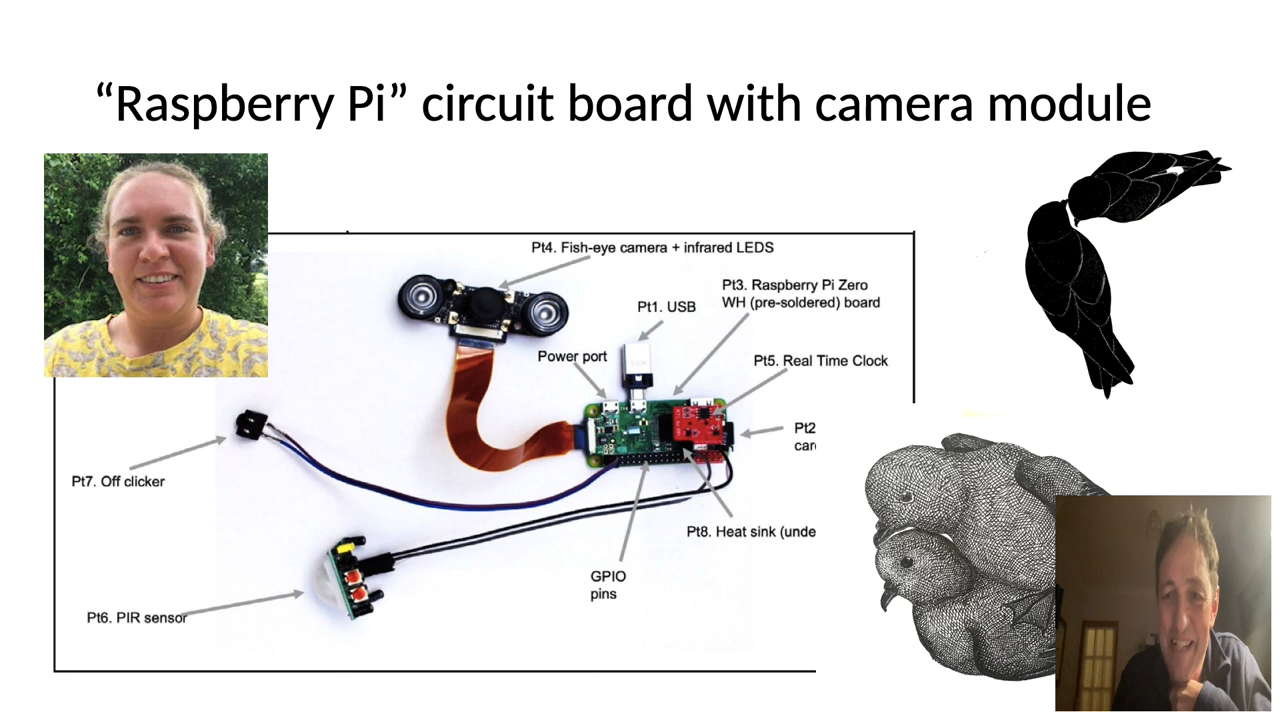 “Raspberry Pi” circuit board with camera module
Pt4. Fish-eye camera + infrared LEDS
Pt3. Raspberry Pi Zero
WH (pre-soldered) board
Pt1. USB
Power port
Pt5. Real Time Clock
Pt2
Pt7. Off clicker
Pt8. Heat sink (unde
GPIO
pins
Pt6. PIR sensor